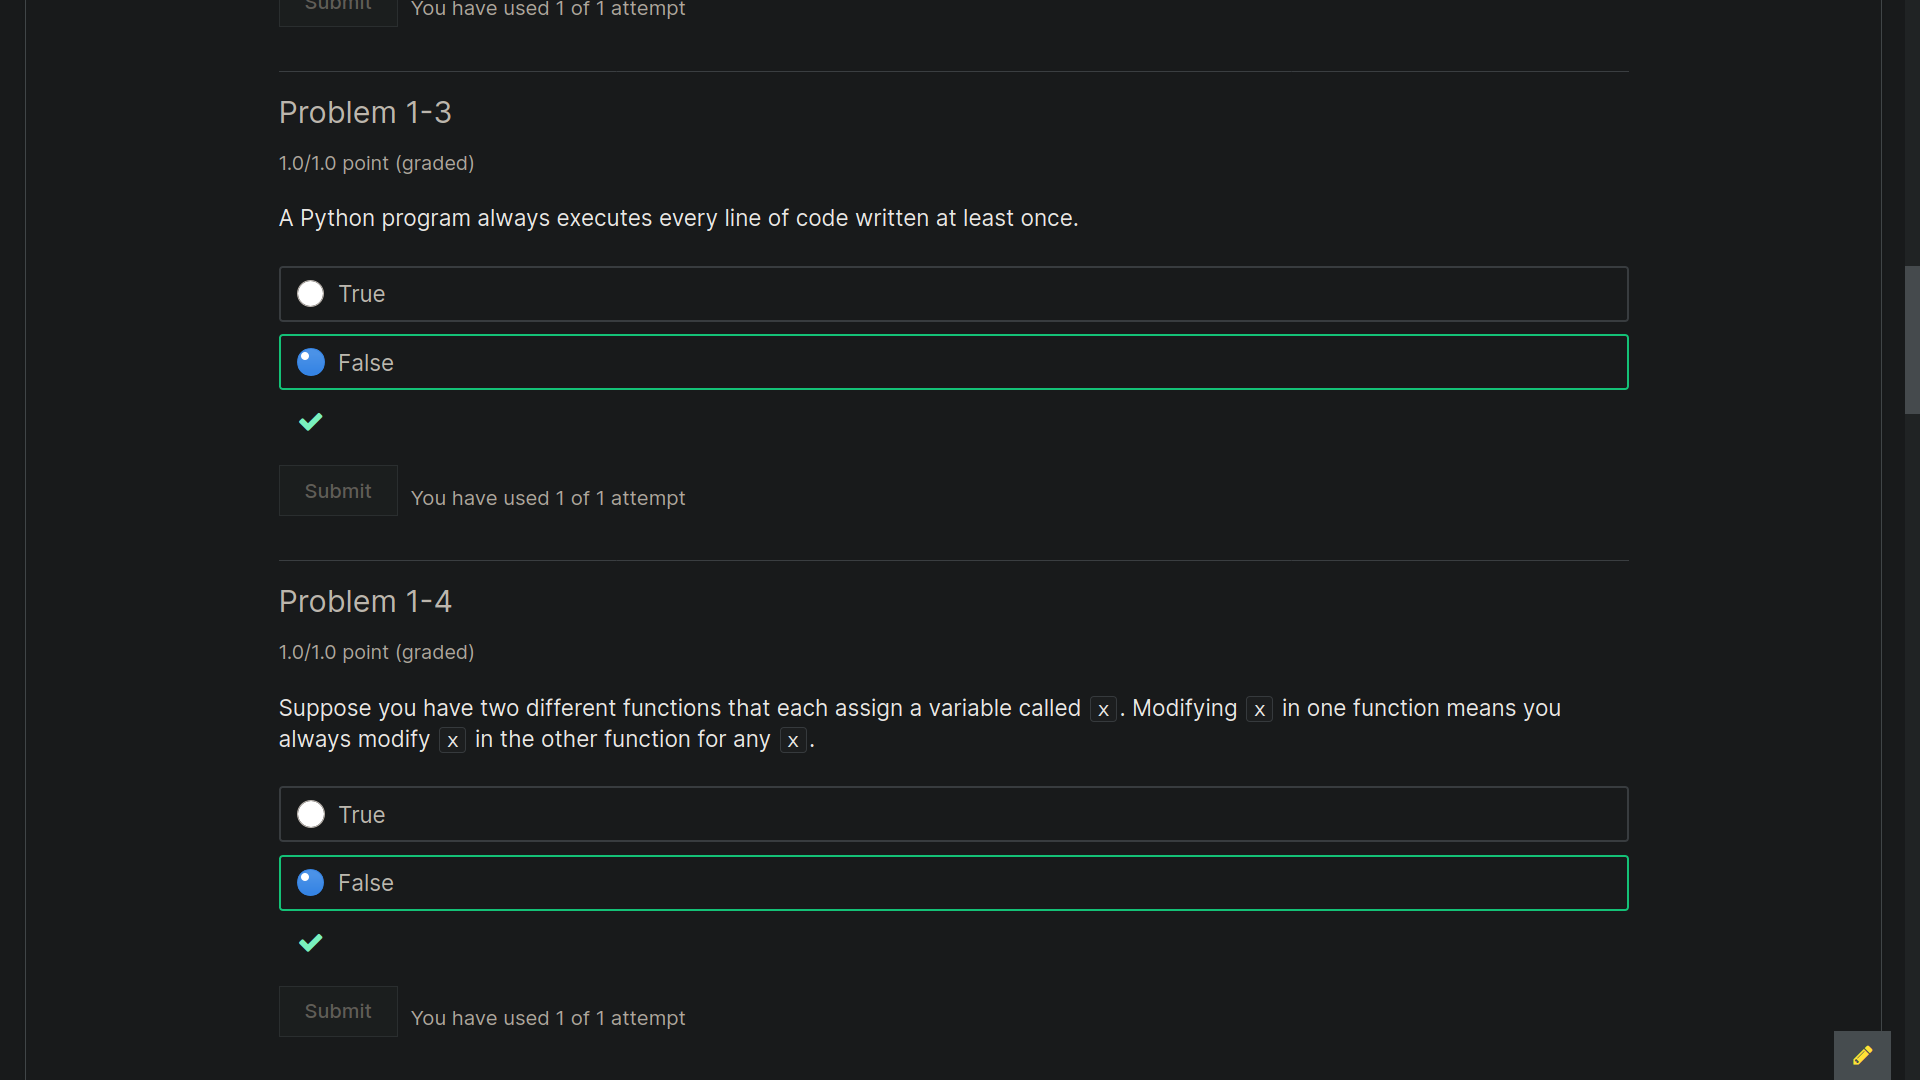 Submit You have used 1 of 1 attempt
Problem 1-3
1.0/1.0 point (graded)
A Python program always executes every line of code written at least once.
True
False
Submit You have used 1 of 1 attempt
Problem 1-4
1.0/1.0 point (graded)
Suppose you have two different functions that each assign a variable called x. Modifying x in one function means you
always modify x in the other function for any x.
True
False
Submit You have used 1 of 1 attempt